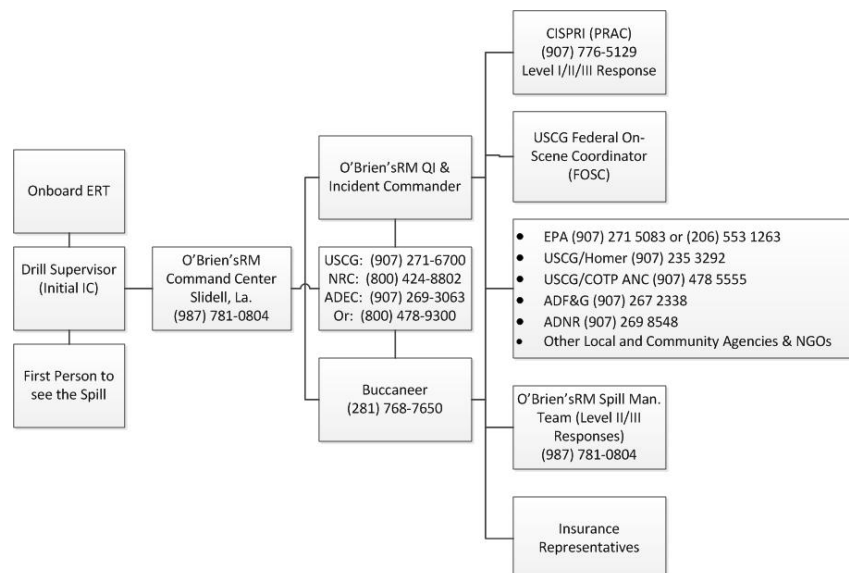 Onboard ERT
Drill Supervisor
(Initial IC)
First Person to
see the Spill
O'Brien'sRM
Command Center
Slidell, La.
(987) 781-0804
O'Brien'sRM QI &
Incident Commander
USCG:  (907) 271-6700
NRC:  (800) 424-8802
ADEC:  (907) 269-3063
Or:  (800) 478-9300
Buccaneer
(281) 768-7650
CISPRI (PRAC)
(907) 776-5129
Level I/II/III Response
USCG Federal On-
Scene Coordinator
(FOSC)
• EPA (907) 271 5083 or (206) 553 1263
• USCG/Homer (907) 235 3292
• USCG/COTP ANC (907) 478 5555
• ADF&G (907) 267 2338
• ADNR (907) 269 8548
• Other Local and Community Agencies & NGOs
O'Brien'sRM Spill Man.
Team (Level II/III
Responses)
(987) 781-0804
Insurance
Representatives